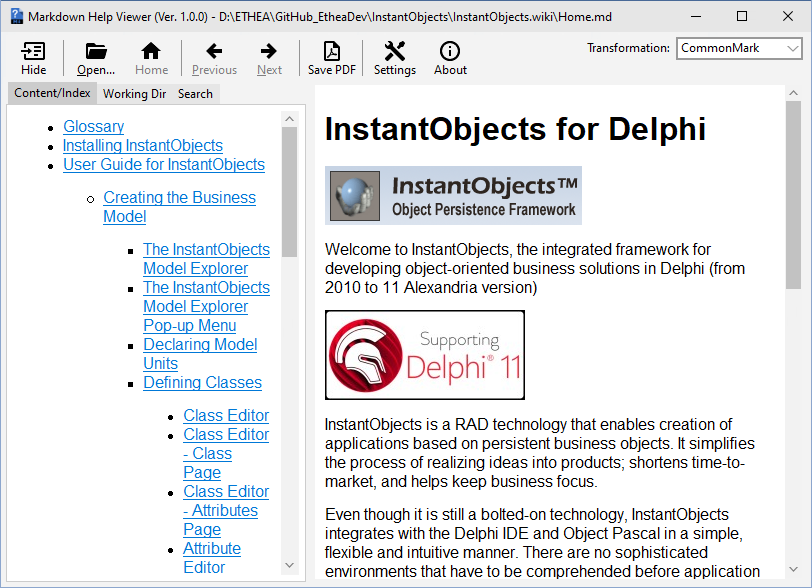 Markdown Help Viewer (Ver. 1.0.0) - D:\ETHEA\GitHub_EtheaDev\InstantObjects\InstantObjects.wiki\Home.md
Hide
Open...
Home
Previous
Next
Save PDF
Settings
About
Transformation:
CommonMark
Content/Index
Working Dir
Search
Glossary
Installing InstantObjects
User Guide for InstantObjects
Creating the Business
Model
The InstantObjects
Model Explorer
The InstantObjects
Model Explorer
Pop-up Menu
Declaring Model
Units
Defining Classes
Class Editor
Class Editor
- Class
Page
Class Editor
- Attributes
Page
Attribute
Editor
InstantObjects for Delphi
InstantObjects™
Object Persistence Framework
Welcome to InstantObjects, the integrated framework for
developing object-oriented business solutions in Delphi (from
2010 to 11 Alexandria version)
Supporting
Delphi® 11
InstantObjects is a RAD technology that enables creation of
applications based on persistent business objects. It simplifies
the process of realizing ideas into products; shortens time-to-
market, and helps keep business focus.
Even though it is still a bolted-on technology, InstantObjects
integrates with the Delphi IDE and Object Pascal in a simple,
flexible and intuitive manner. There are no sophisticated
environments that have to be comprehended before application